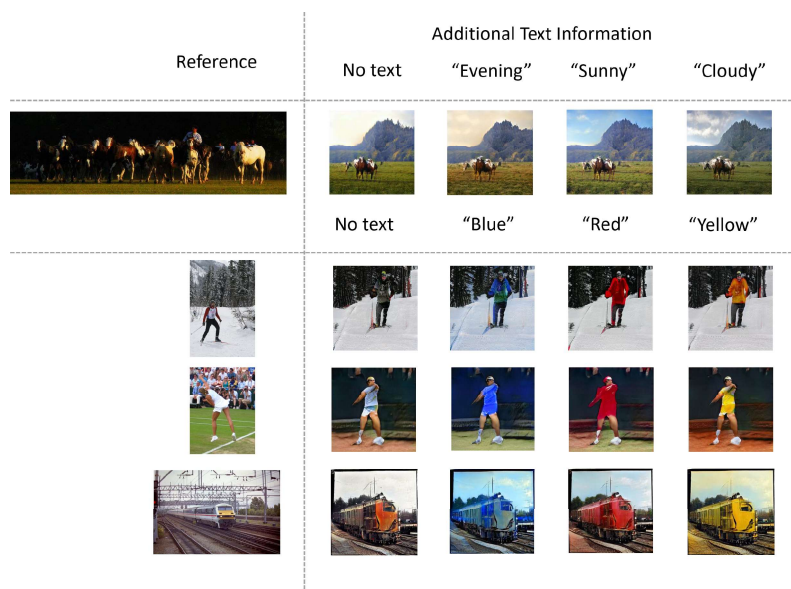 Additional Text Information
Reference
No text "Evening" "Sunny" "Cloudy"
No text "Blue" "Red" "Yellow"